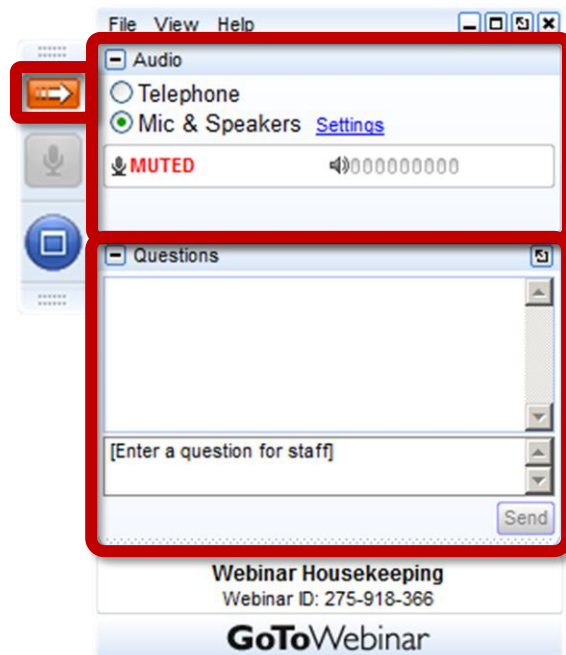 File View Help
Audio
Telephone
Mic & Speakers Settings
MUTED 000000000
Questions
[Enter a question for staff]
Send
Webinar Housekeeping
Webinar ID: 275-918-366
GoToWebinar